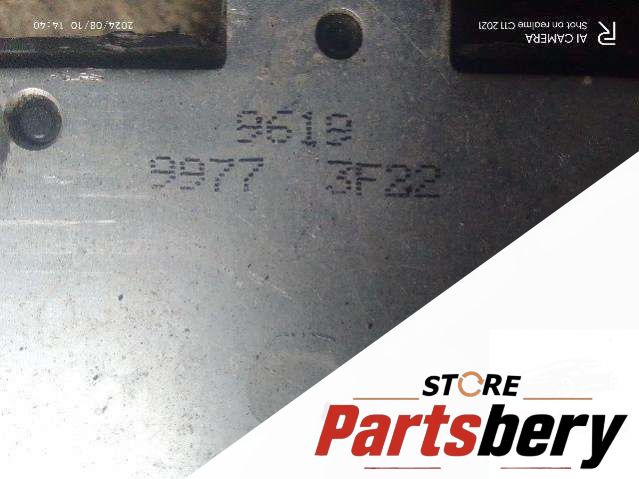 2024/08/10 14:40
Shot on realme C11 2021
AI CAMERA
9619
9977 3F22
STORE
Partsbery